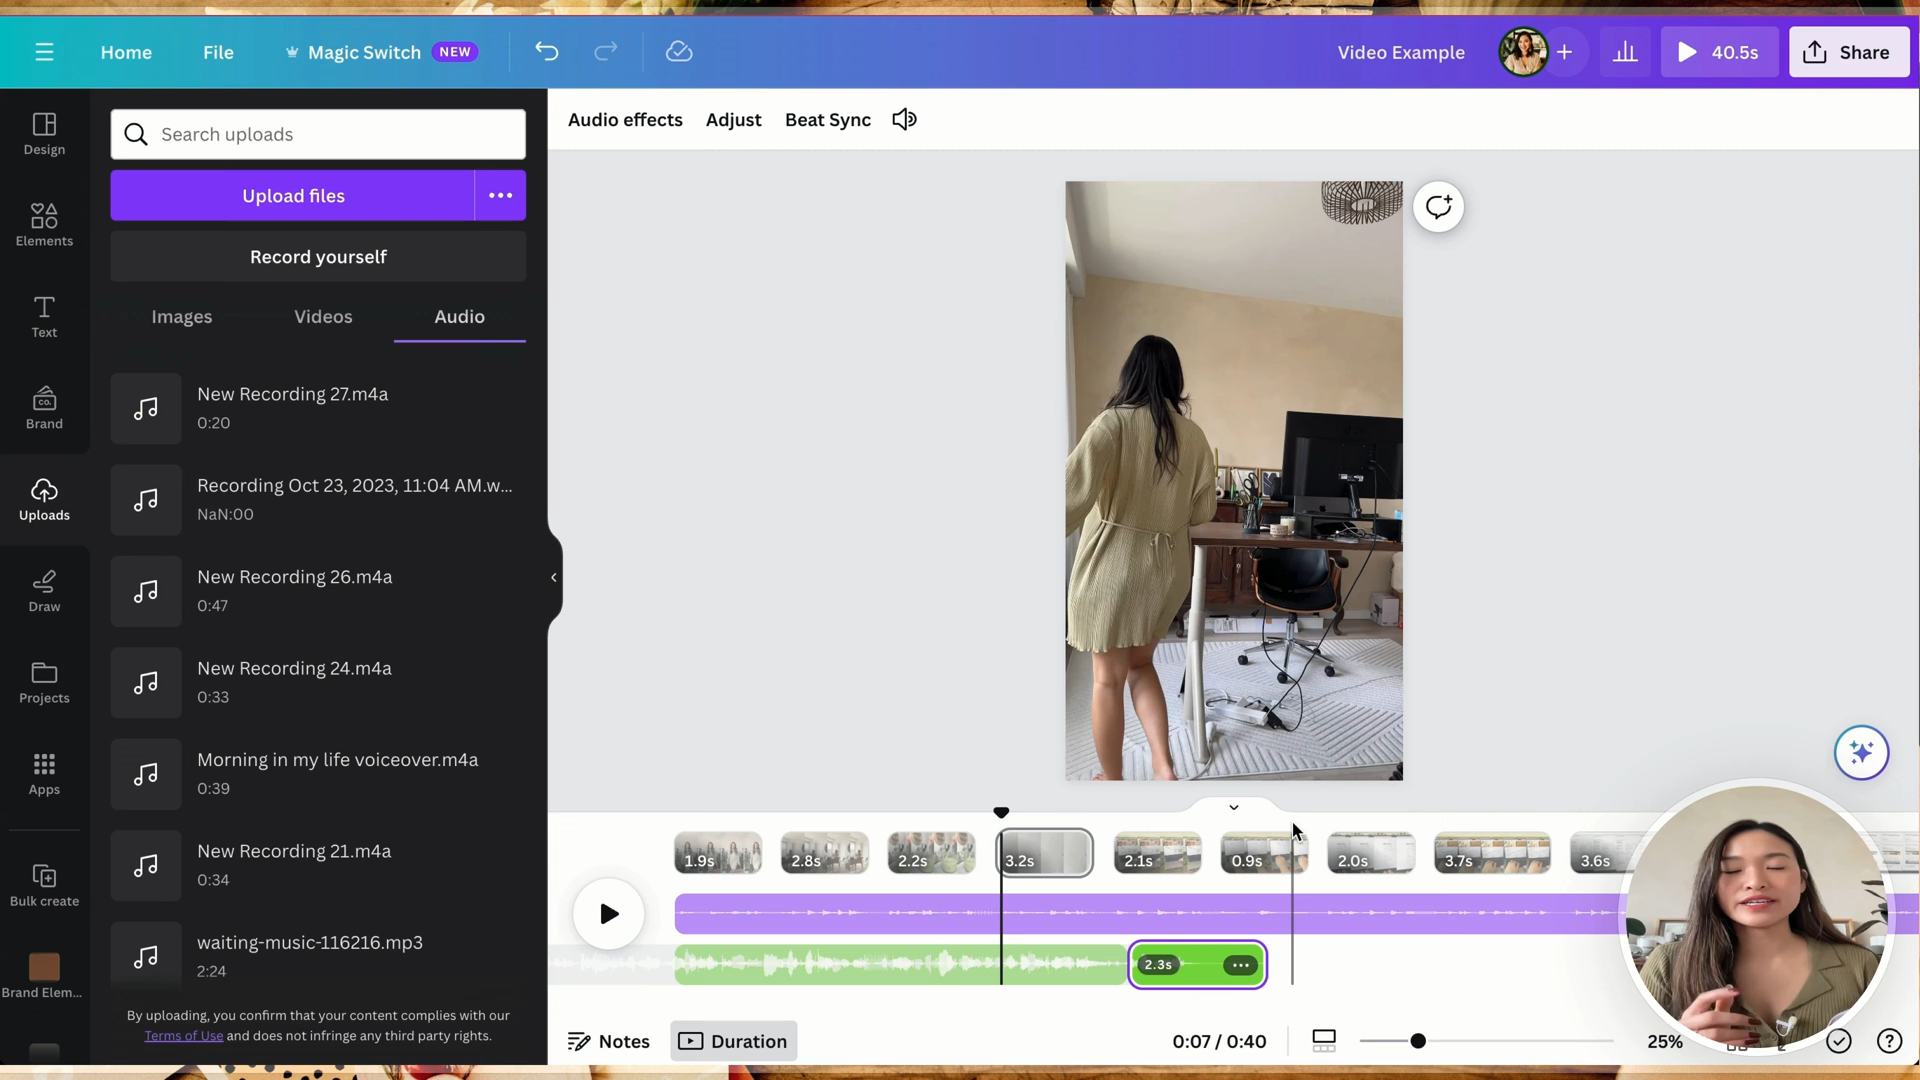 Home
File
Magic Switch NEW
Video Example
40.5s
Share
Design
Elements
Text
Brand
CO.
Uploads
Draw
Projects
Apps
Bulk create
Brand Elem...
Search uploads
Upload files
Record yourself
Images
Videos
Audio
New Recording 27.m4a
0:20
Recording Oct 23, 2023, 11:04 AM.w...
NaN:00
New Recording 26.m4a
0:47
New Recording 24.m4a
0:33
Morning in my life voiceover.m4a
0:39
New Recording 21.m4a
0:34
waiting-music-116216.mp3
2:24
By uploading, you confirm that your content complies with our
Terms of Use and does not infringe any third party rights.
Audio effects
Adjust
Beat Sync
1.9s
2.8s
2.2s
3.2s
2.1s
0.9s
2.0s
3.7s
3.6s
2.3s
Notes
Duration
0:07 / 0:40
25%